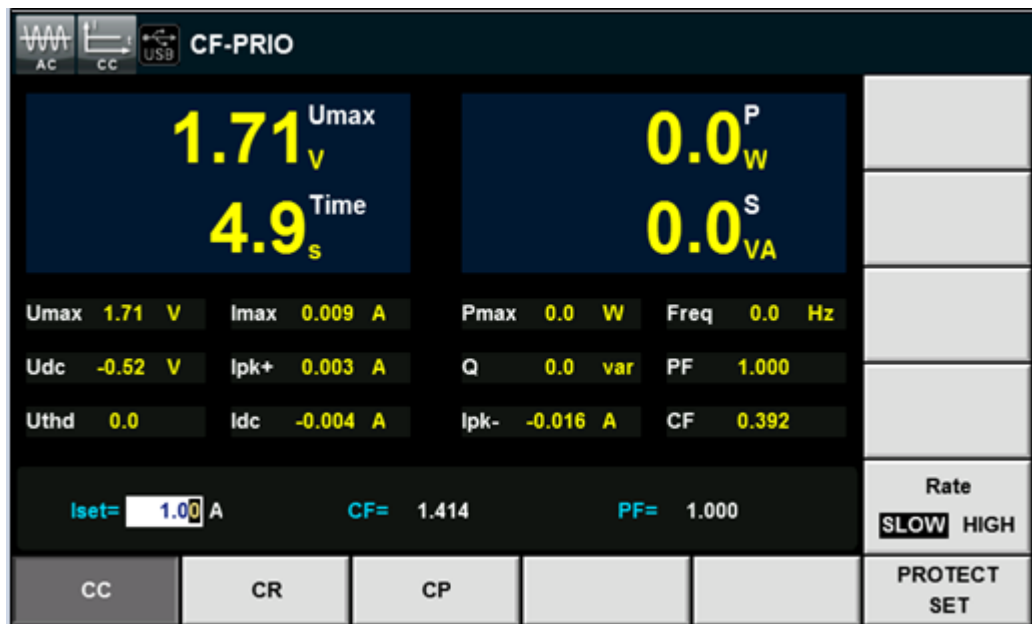 AC CC t USB CF-PRIO
1.71 V Umax
0.0 W P
4.9 s Time
0.0 VA S
Umax 1.71 V Imax 0.009 A Pmax 0.0 W Freq 0.0 Hz
Udc -0.52 V Ipk+ 0.003 A Q 0.0 var PF 1.000
Uthd 0.0 Idc -0.004 A Ipk- -0.016 A CF 0.392
Iset= 1.00 A CF= 1.414 PF= 1.000
Rate
SLOW HIGH
CC CR CP
PROTECT
SET